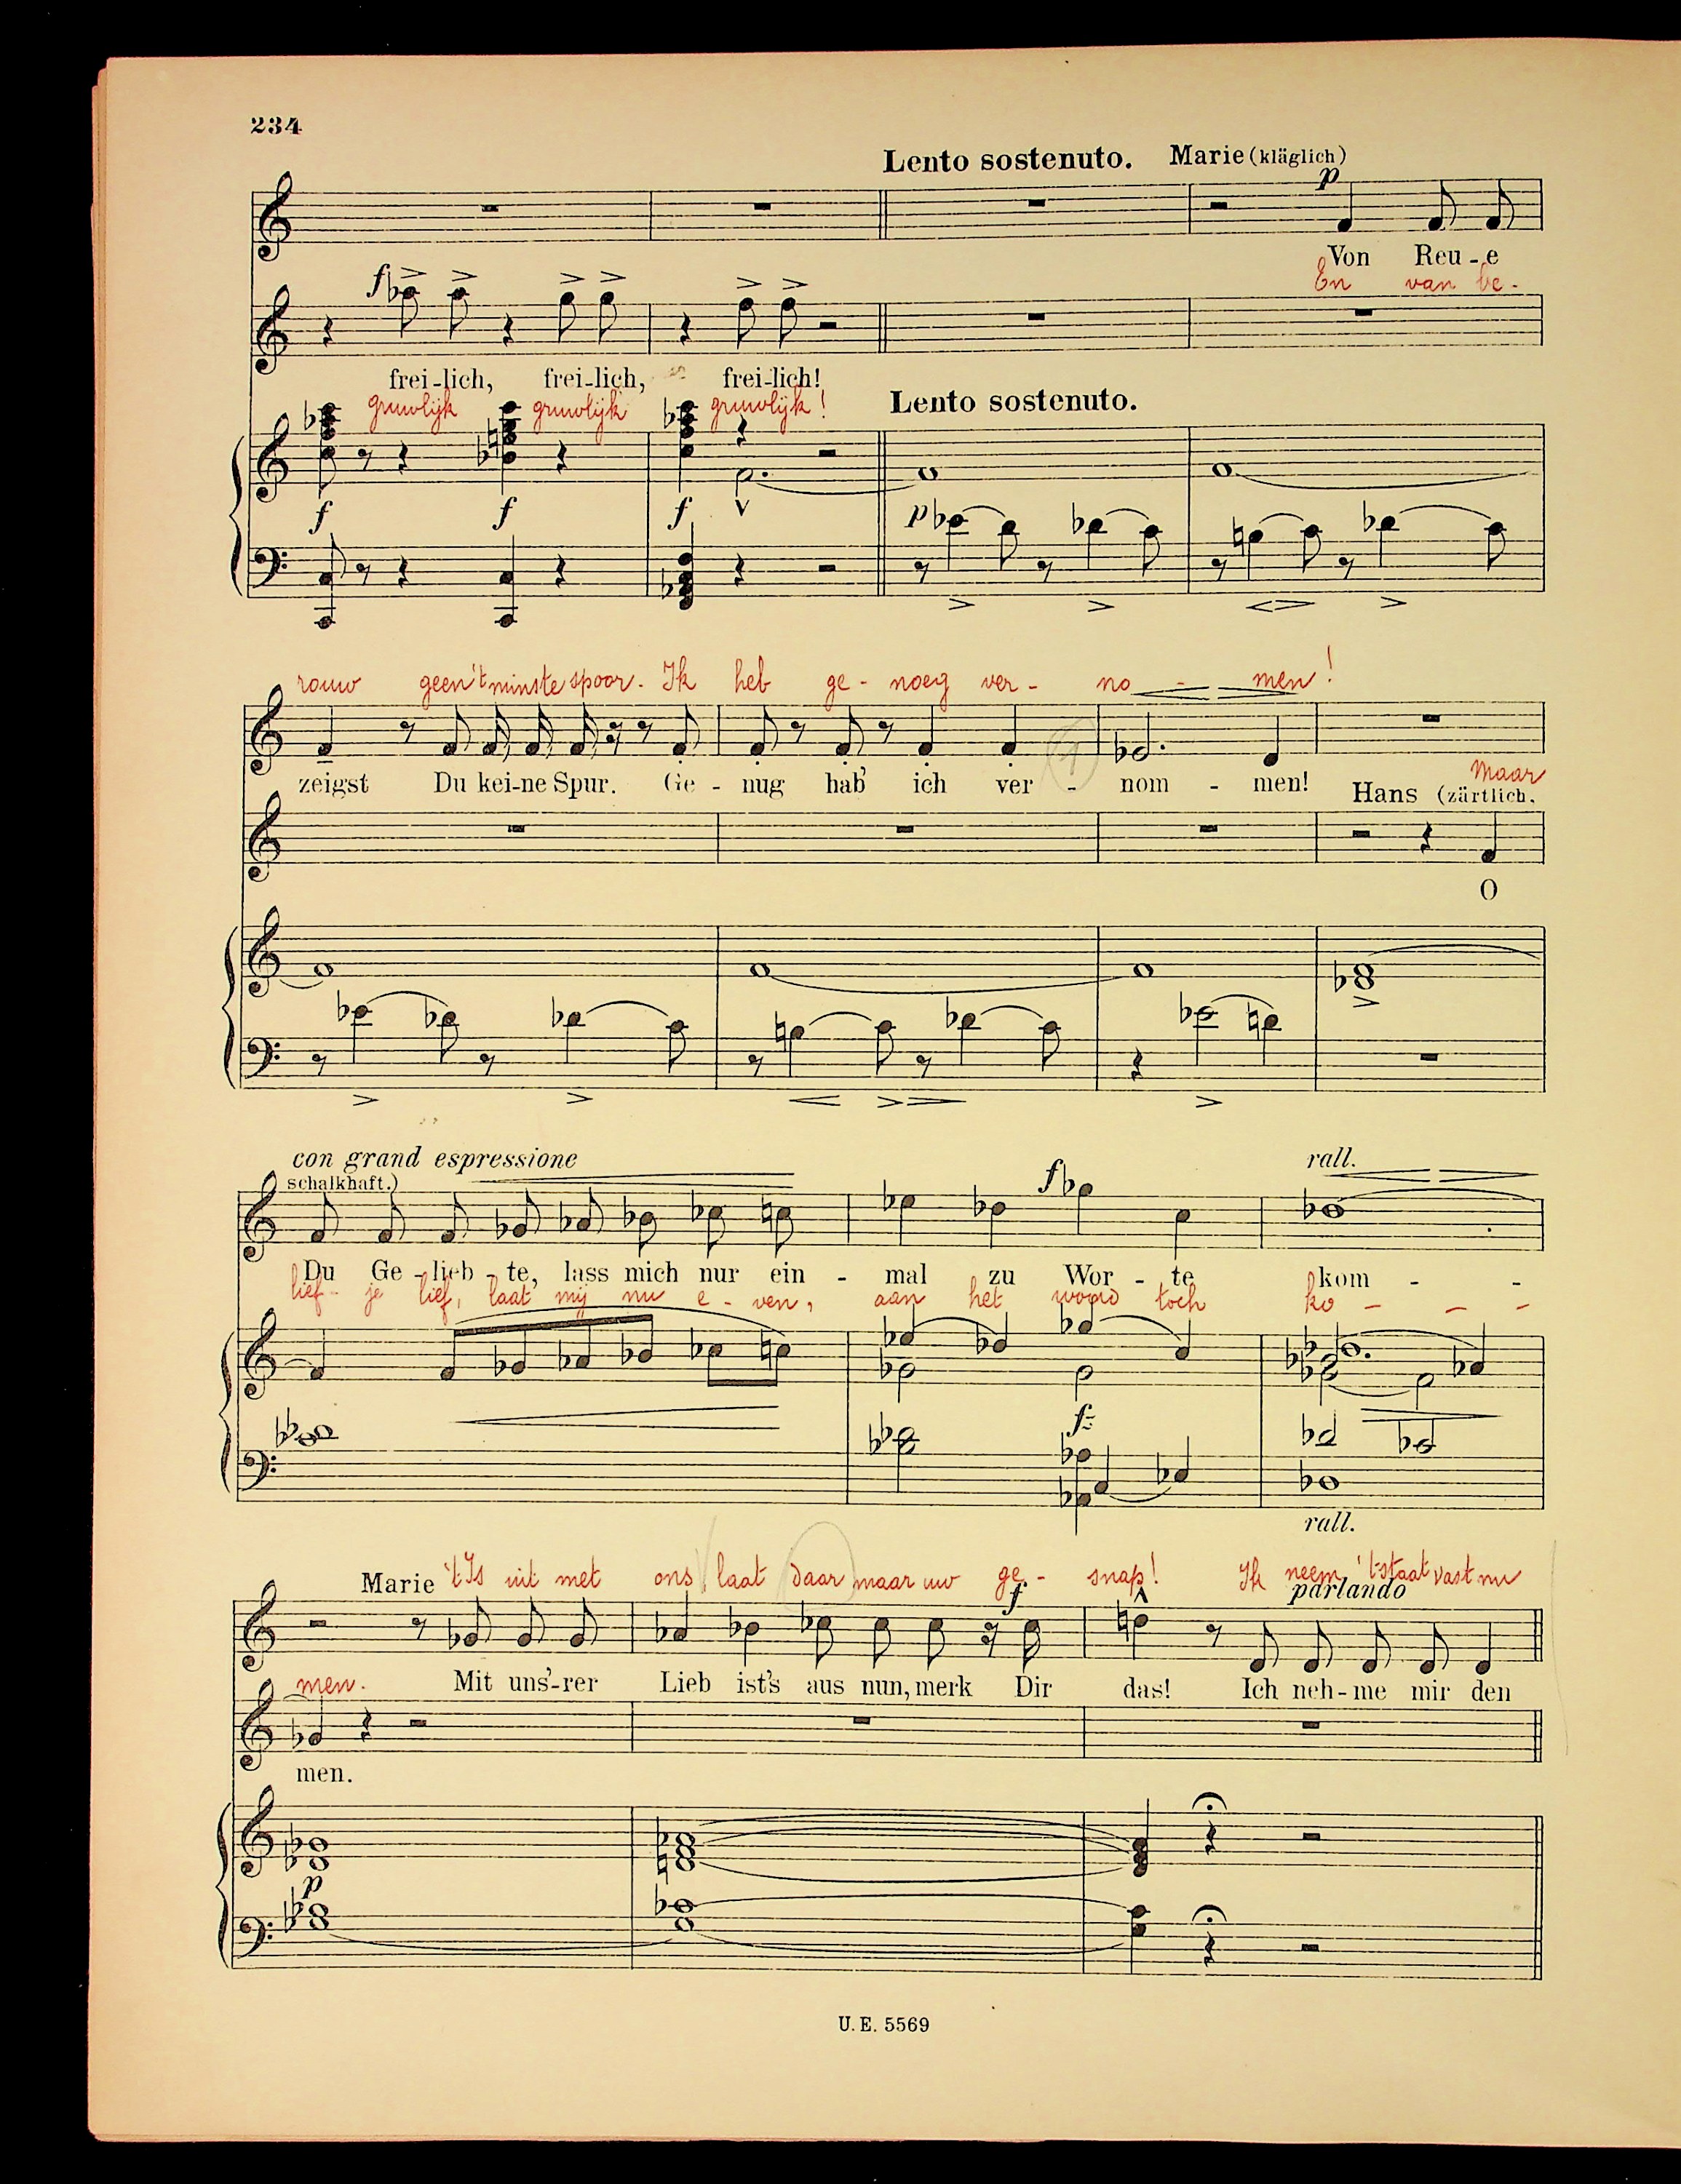 234
Lento sostenuto. Marie (kläglich)
p
Von Reu - e
En van be-
f
frei-lich, frei-lich, frei-lich!
gruwlijk gruwlijk gruwlijk!
Lento sostenuto.
f f f p
rouw geen 't minste spoor. Ik heb ge - noeg ver - no - men!
zeigst Du kei-ne Spur. Ge - nug hab' ich ver - nom - men!
Maar
Hans (zärtlich,
O
con grand espressione rall.
schalkhaft.)
f
Du Ge - lieb - te, lass mich nur ein - mal zu Wor - te kom - -
lief - je lief, laat mij nu e - ven, aan het woord toch ko - - -
f
rall.
Marie 't Is uit met ons, laat daar maar uw ge - snap! Ik neem 't staat vast nu
f parlando
men. Mit uns'-rer Lieb ist's aus nun, merk Dir das! Ich neh-me mir den
men.
p
U. E. 5569